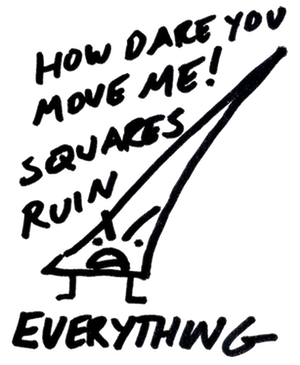 HOW DARE YOU
MOVE ME!
SQUARES
RUIN
EVERYTHING